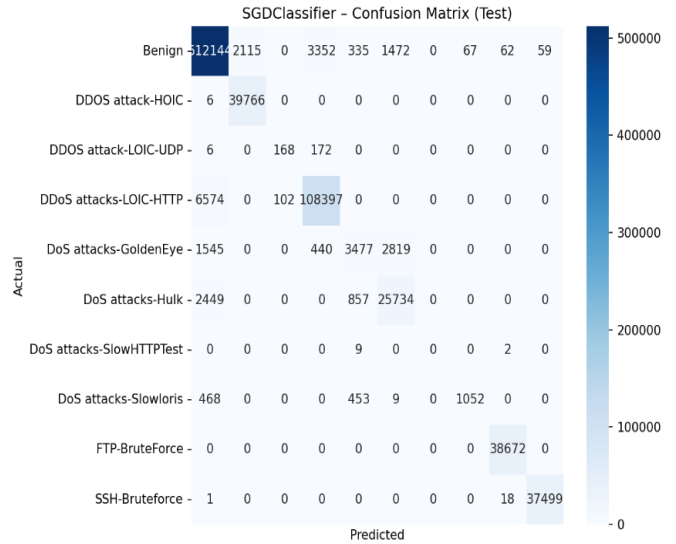 SGDClassifier – Confusion Matrix (Test)
Benign 512144 2115 0 3352 335 1472 0 67 62 59
DDOS attack-HOIC 6 39766 0 0 0 0 0 0 0 0
DDOS attack-LOIC-UDP 6 0 168 172 0 0 0 0 0 0
DDoS attacks-LOIC-HTTP 6574 0 102 108397 0 0 0 0 0 0
DoS attacks-GoldenEye 1545 0 0 440 3477 2819 0 0 0 0
DoS attacks-Hulk 2449 0 0 0 857 25734 0 0 0 0
DoS attacks-SlowHTTPTest 0 0 0 0 9 0 0 0 2 0
DoS attacks-Slowloris 468 0 0 0 453 9 0 1052 0 0
FTP-BruteForce 0 0 0 0 0 0 0 0 38672 0
SSH-Bruteforce 1 0 0 0 0 0 0 0 18 37499
Actual
Predicted
500000
400000
300000
200000
100000
0